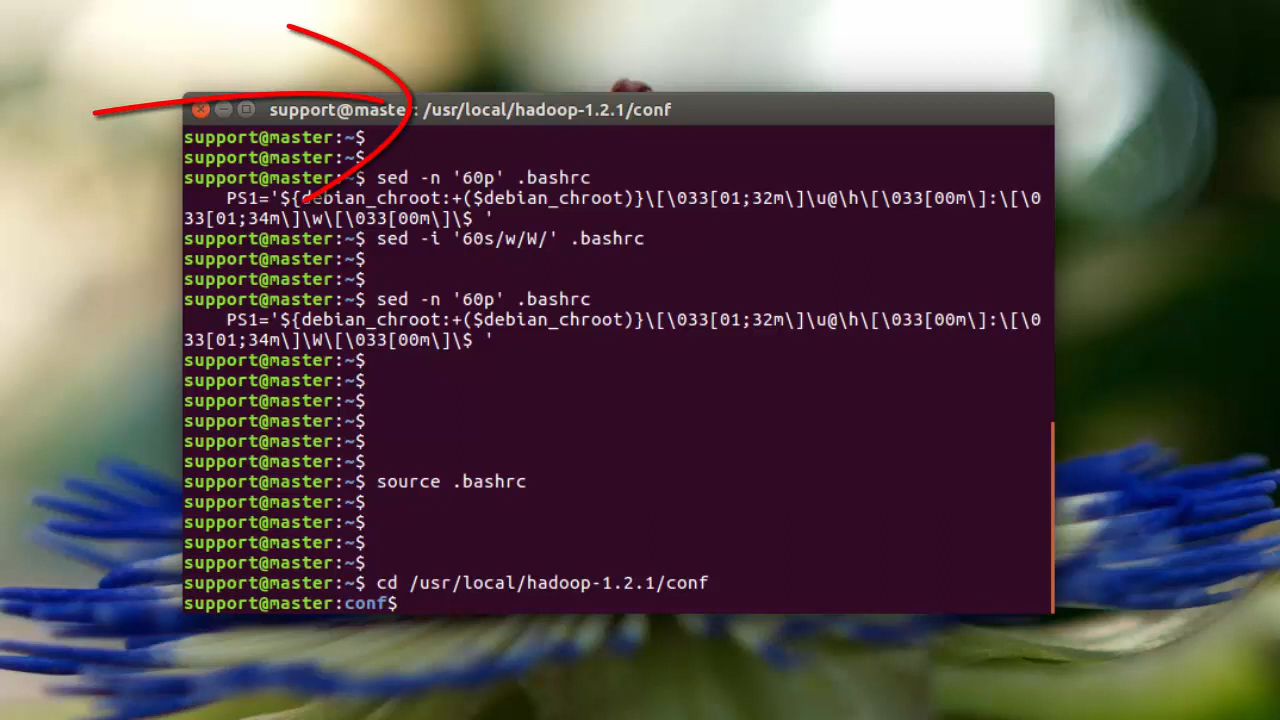 support@master: /usr/local/hadoop-1.2.1/conf
support@master:~$
support@master:~$
support@master:~$ sed -n '60p' .bashrc
    PS1='${debian_chroot:+($debian_chroot)}\[\033[01;32m\]\u@\h\[\033[00m\]:\[\0
33[01;34m\]\w\[\033[00m\]\$ '
support@master:~$ sed -i '60s/w/W/' .bashrc
support@master:~$
support@master:~$
support@master:~$ sed -n '60p' .bashrc
    PS1='${debian_chroot:+($debian_chroot)}\[\033[01;32m\]\u@\h\[\033[00m\]:\[\0
33[01;34m\]\W\[\033[00m\]\$ '
support@master:~$
support@master:~$
support@master:~$
support@master:~$
support@master:~$
support@master:~$
support@master:~$ source .bashrc
support@master:~$
support@master:~$
support@master:~$
support@master:~$
support@master:~$ cd /usr/local/hadoop-1.2.1/conf
support@master:conf$